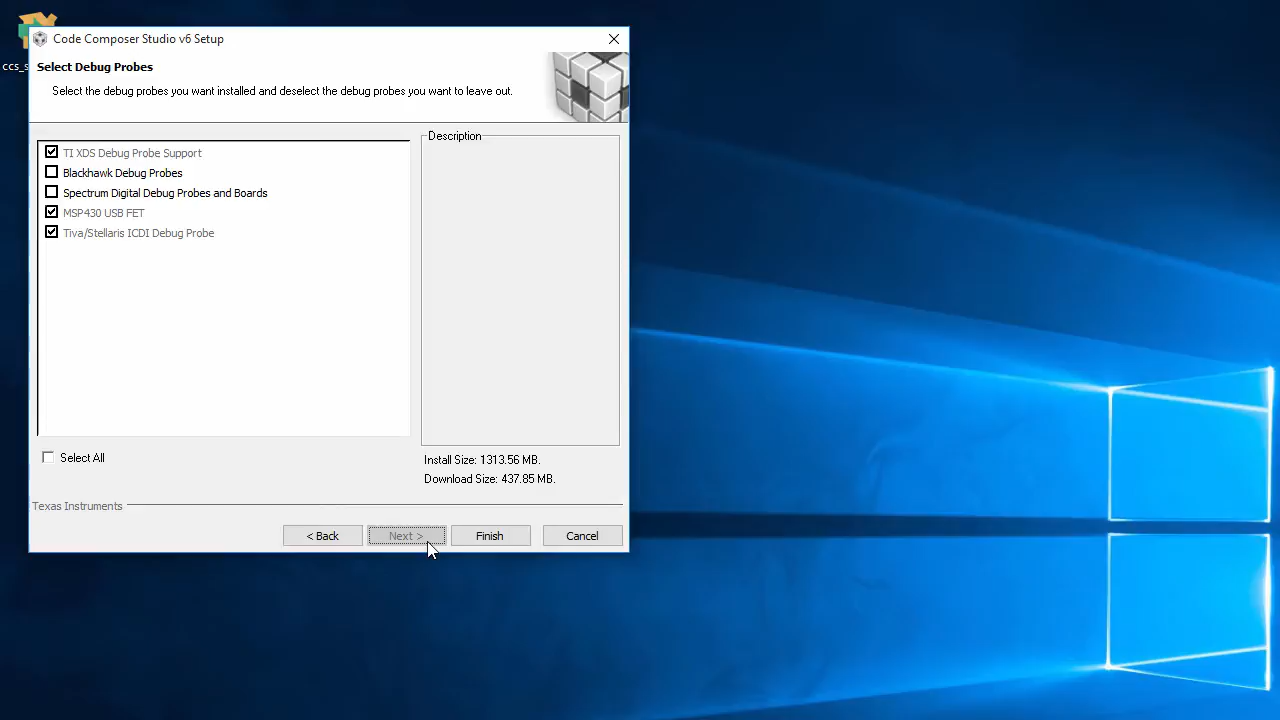 Code Composer Studio v6 Setup
Select Debug Probes
Select the debug probes you want installed and deselect the debug probes you want to leave out.
ccs_s
Description
TI XDS Debug Probe Support
Blackhawk Debug Probes
Spectrum Digital Debug Probes and Boards
MSP430 USB FET
Tiva/Stellaris ICDI Debug Probe
Select All
Install Size: 1313.56 MB.
Download Size: 437.85 MB.
Texas Instruments
< Back
Next >
Finish
Cancel